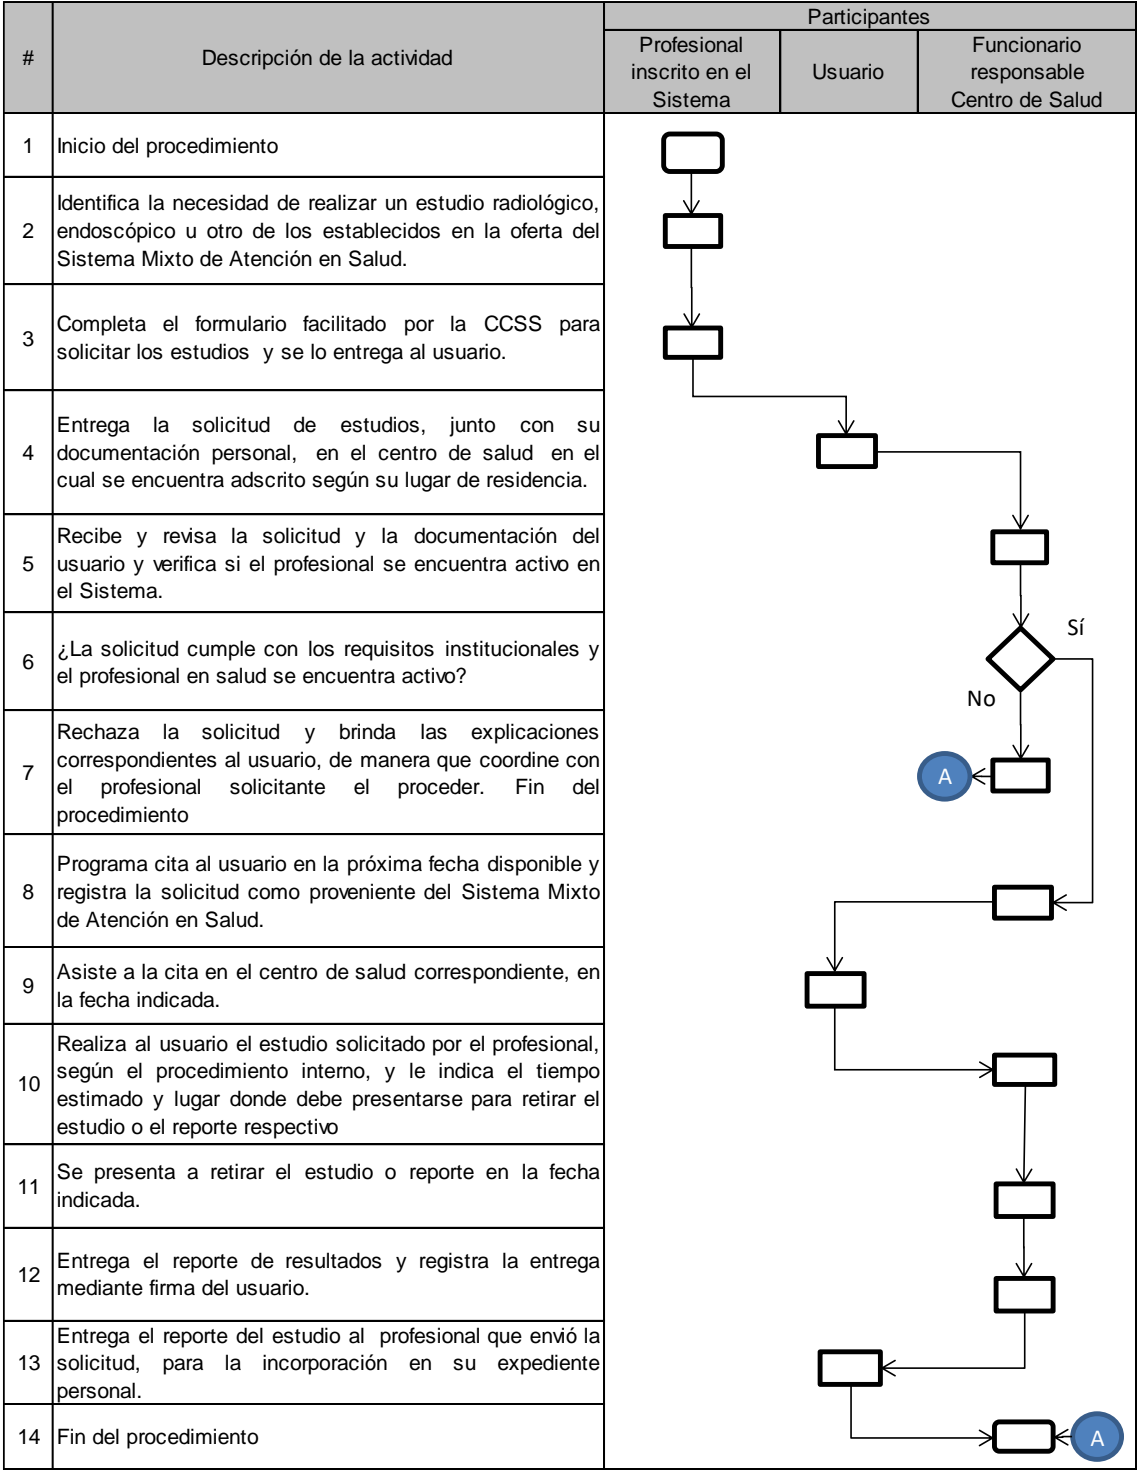 Participantes
#
Descripción de la actividad
Profesional
inscrito en el
Sistema
Usuario
Funcionario
responsable
Centro de Salud
1
Inicio del procedimiento
2
Identifica la necesidad de realizar un estudio radiológico,
endoscópico u otro de los establecidos en la oferta del
Sistema Mixto de Atención en Salud.
3
Completa el formulario facilitado por la CCSS para
solicitar los estudios y se lo entrega al usuario.
4
Entrega la solicitud de estudios, junto con su
documentación personal, en el centro de salud en el
cual se encuentra adscrito según su lugar de residencia.
5
Recibe y revisa la solicitud y la documentación del
usuario y verifica si el profesional se encuentra activo en
el Sistema.
6
¿La solicitud cumple con los requisitos institucionales y
el profesional en salud se encuentra activo?
Sí
No
7
Rechaza la solicitud y brinda las explicaciones
correspondientes al usuario, de manera que coordine con
el profesional solicitante el proceder. Fin del
procedimiento
A
8
Programa cita al usuario en la próxima fecha disponible y
registra la solicitud como proveniente del Sistema Mixto
de Atención en Salud.
9
Asiste a la cita en el centro de salud correspondiente, en
la fecha indicada.
10
Realiza al usuario el estudio solicitado por el profesional,
según el procedimiento interno, y le indica el tiempo
estimado y lugar donde debe presentarse para retirar el
estudio o el reporte respectivo
11
Se presenta a retirar el estudio o reporte en la fecha
indicada.
12
Entrega el reporte de resultados y registra la entrega
mediante firma del usuario.
13
Entrega el reporte del estudio al profesional que envió la
solicitud, para la incorporación en su expediente
personal.
14
Fin del procedimiento
A